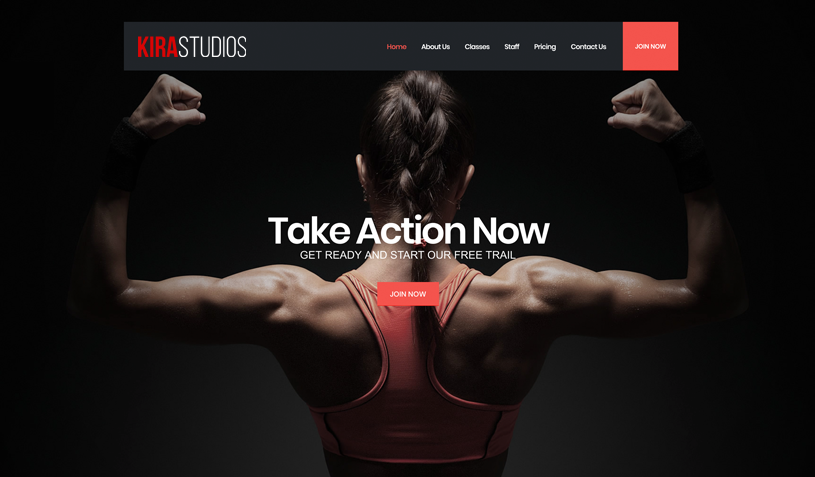 KIRASTUDIOS
Home About Us Classes Staff Pricing Contact Us JOIN NOW
Take Action Now
GET READY AND START OUR FREE TRAIL
JOIN NOW